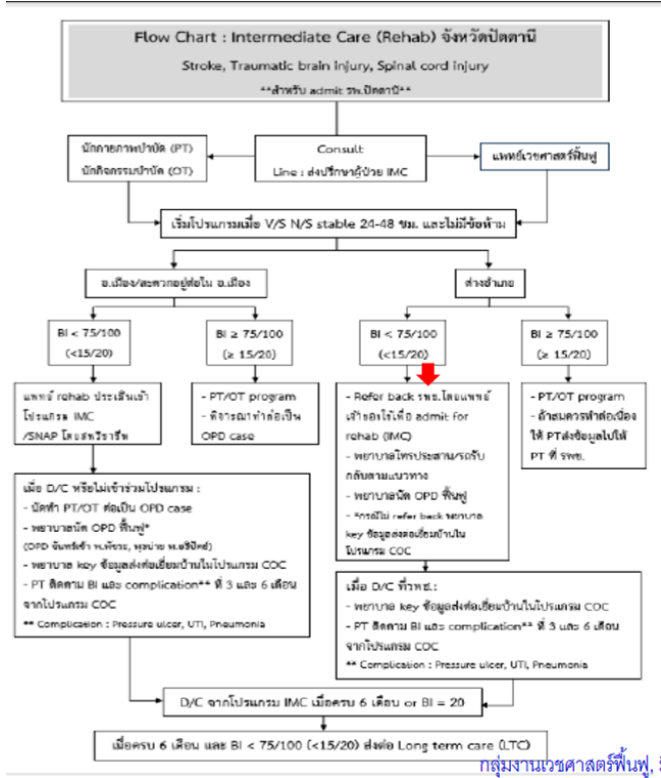 Flow Chart : Intermediate Care (Rehab) จังหวัดปัตตานี
Stroke, Traumatic brain injury, Spinal cord injury
**สำหรับ admit รพ.ปัตตานี**
นักกายภาพบำบัด (PT)
นักกิจกรรมบำบัด (OT)
Consult
Line : ส่งปรึกษาผู้ป่วย IMC
แพทย์เวชศาสตร์ฟื้นฟู
เริ่มโปรแกรมเมื่อ V/S N/S stable 24-48 ชม. และไม่มีข้อห้าม
อ.เมือง/สะดวกอยู่ต่อใน อ.เมือง
ต่างอำเภอ
BI < 75/100
(<15/20)
BI ≥ 75/100
(≥ 15/20)
BI < 75/100
(<15/20)
BI ≥ 75/100
(≥ 15/20)
แพทย์ rehab ประเมินเข้า
โปรแกรม IMC
/SNAP โดยสหวิชาชีพ
- PT/OT program
- พิจารณาทำต่อเป็น
OPD case
- Refer back รพช.โดยแพทย์
เจ้าของไข้เพื่อ admit for
rehab (IMC)
- พยาบาลโทรประสาน/รถรับ
กลับตามแนวทาง
- พยาบาลนัด OPD ฟื้นฟู
- *กรณีไม่ refer back พยาบาล
key ข้อมูลส่งต่อเยี่ยมบ้านใน
โปรแกรม COC
- PT/OT program
- ถ้าสมควรทำต่อเนื่อง
ให้ PTส่งข้อมูลไปให้
PT ที่ รพช.
เมื่อ D/C หรือไม่เข้าร่วมโปรแกรม :
- นัดทำ PT/OT ต่อเป็น OPD case
- พยาบาลนัด OPD ฟื้นฟู*
(OPD จันทร์เช้า
- พยาบาล key ข้อมูลส่งต่อเยี่ยมบ้านในโปรแกรม COC
- PT ติดตาม BI และ complication** ที่ 3 และ 6 เดือน
จากโปรแกรม COC
** Complication : Pressure ulcer, UTI, Pneumonia
เมื่อ D/C ที่รพช.:
- พยาบาล key ข้อมูลส่งต่อเยี่ยมบ้านในโปรแกรม COC
- PT ติดตาม BI และ complication** ที่ 3 และ 6 เดือน
จากโปรแกรม COC
** Complication : Pressure ulcer, UTI, Pneumonia
D/C จากโปรแกรม IMC เมื่อครบ 6 เดือน or BI = 20
เมื่อครบ 6 เดือน และ BI < 75/100 (<15/20) ส่งต่อ Long term care (LTC)
กลุ่มงานเวชศาสตร์ฟื้นฟู,